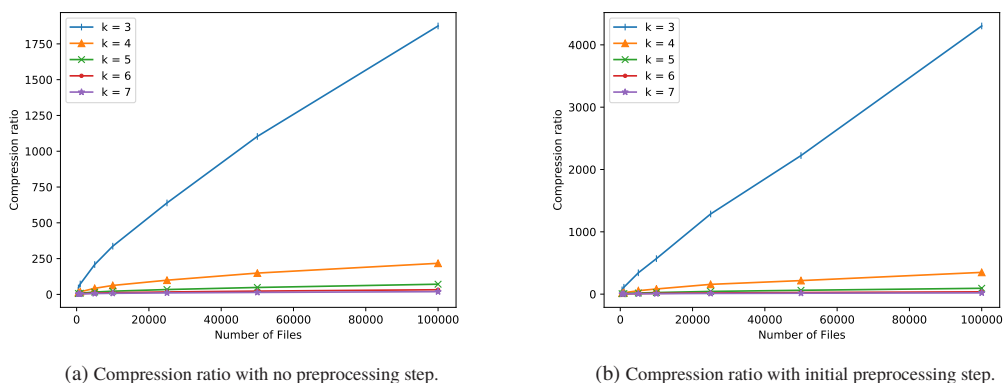 k = 3
k = 4
k = 5
k = 6
k = 7
1750
1500
1250
1000
750
500
250
0
Compression ratio
0 20000 40000 60000 80000 100000
Number of Files
(a) Compression ratio with no preprocessing step.
k = 3
k = 4
k = 5
k = 6
k = 7
4000
3000
2000
1000
0
Compression ratio
0 20000 40000 60000 80000 100000
Number of Files
(b) Compression ratio with initial preprocessing step.